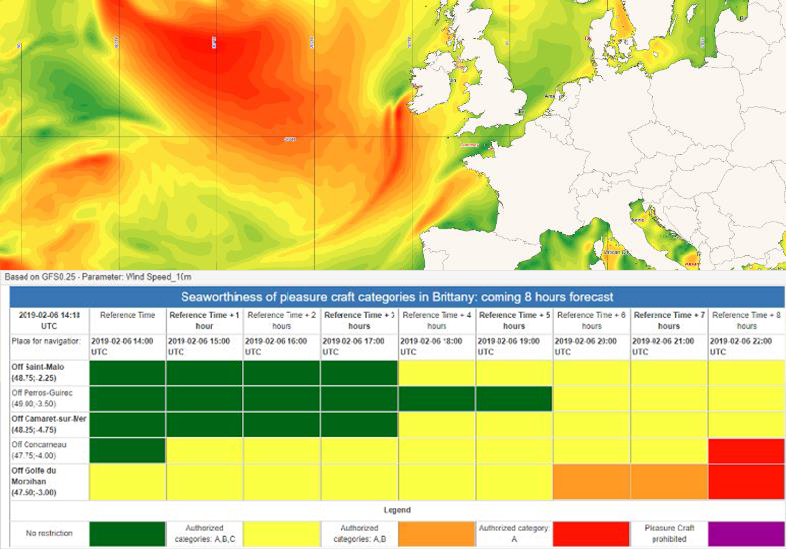 Based on GFS0.25 - Parameter: Wind Speed_10m
Seaworthiness of pleasure craft categories in Brittany: coming 8 hours forecast
2019-02-06 14:18 UTC
Reference Time
Reference Time + 1 hour
Reference Time + 2 hours
Reference Time + 3 hours
Reference Time + 4 hours
Reference Time + 5 hours
Reference Time + 6 hours
Reference Time + 7 hours
Reference Time + 8 hours
Place for navigation:
2019-02-06 14:00 UTC
2019-02-06 15:00 UTC
2019-02-06 16:00 UTC
2019-02-06 17:00 UTC
2019-02-06 18:00 UTC
2019-02-06 19:00 UTC
2019-02-06 20:00 UTC
2019-02-06 21:00 UTC
2019-02-06 22:00 UTC
Off Saint-Malo
(48.75;-2.25)
Off Perros-Guirec
(49.00;-3.50)
Off Camaret-sur-Mer
(48.25;-4.75)
Off Concarneau
(47.75;-4.00)
Off Golfe du
Morbihan
(47.50;-3.00)
Legend
No restriction
Authorized
categories: A,B,C
Authorized
categories: A,B
Authorized category:
A
Pleasure Craft
prohibited